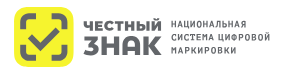 ЧЕСТНЫЙ
ЗНАК
НАЦИОНАЛЬНАЯ
СИСТЕМА ЦИФРОВОЙ
МАРКИРОВКИ